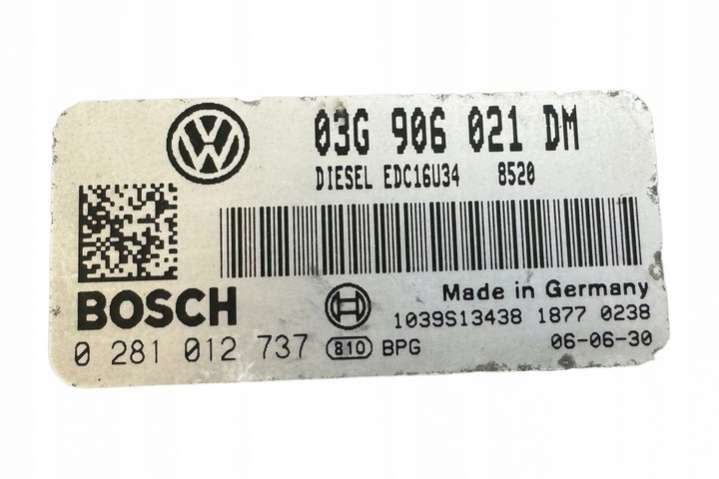 03G 906 021 DM
DIESEL EDC16U34 8520
BOSCH
Made in Germany
1039S13438 1877 0238
0 281 012 737 810 BPG 06-06-30